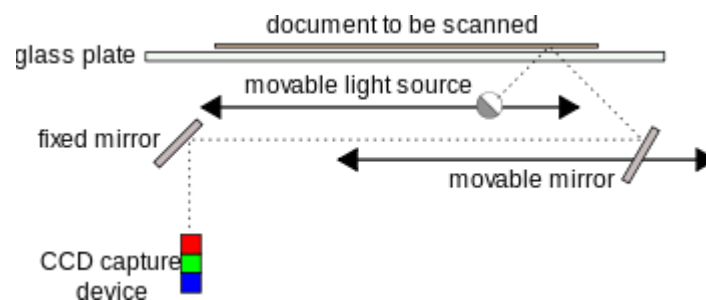 document to be scanned
glass plate
movable light source
fixed mirror
movable mirror
CCD capture
device